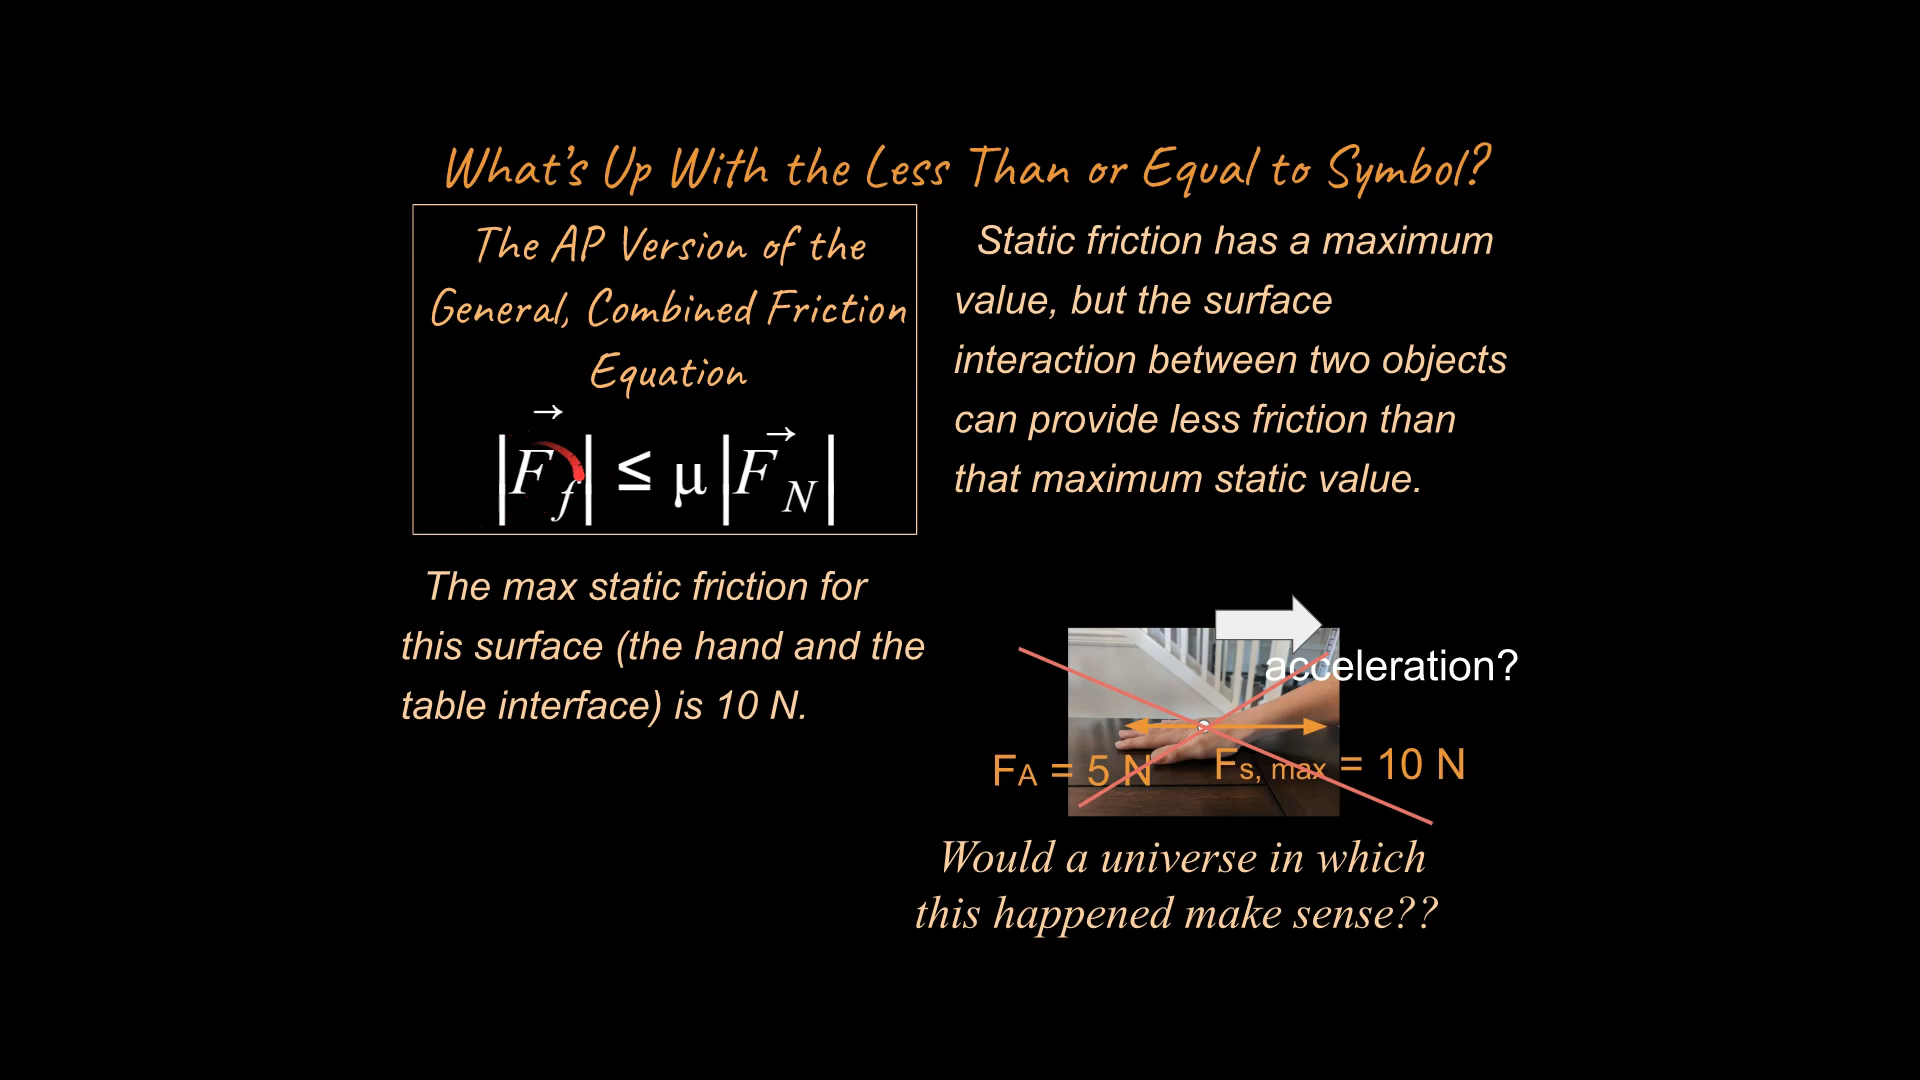 What's Up With the Less Than or Equal to Symbol?
The AP Version of the
General, Combined Friction
Equation
|F⃗f| ≤ μ |F⃗N|
Static friction has a maximum
value, but the surface
interaction between two objects
can provide less friction than
that maximum static value.
The max static friction for
this surface (the hand and the
table interface) is 10 N.
acceleration?
FA = 5 N
Fs, max = 10 N
Would a universe in which
this happened make sense??